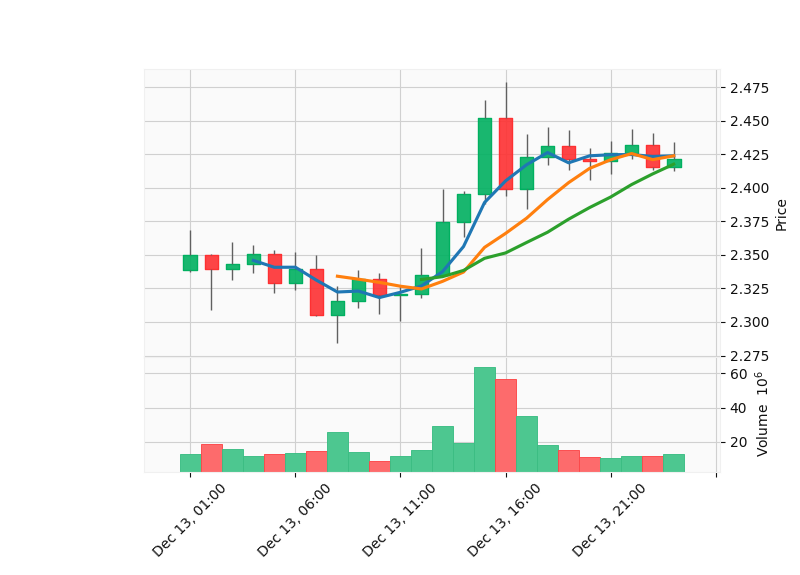 2.475
2.450
2.425
2.400
2.375
2.350
2.325
2.300
2.275
Price
60
40
20
Volume 10^6
Dec 13, 01:00
Dec 13, 06:00
Dec 13, 11:00
Dec 13, 16:00
Dec 13, 21:00